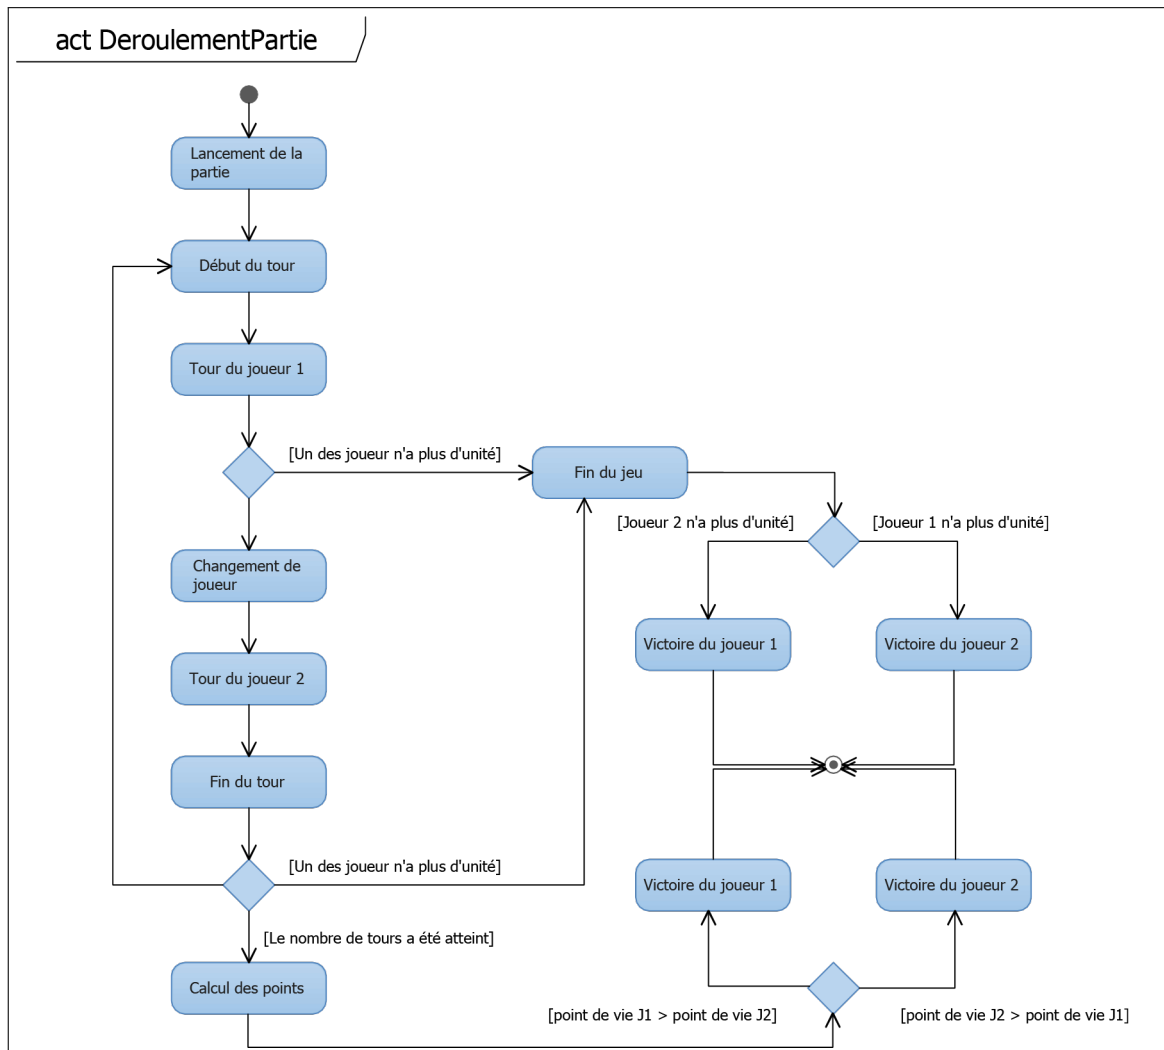 act DeroulementPartie
Lancement de la
partie
Début du tour
Tour du joueur 1
[Un des joueur n'a plus d'unité]
Fin du jeu
[Joueur 2 n'a plus d'unité]
[Joueur 1 n'a plus d'unité]
Changement de
joueur
Victoire du joueur 1
Victoire du joueur 2
Tour du joueur 2
Fin du tour
[Un des joueur n'a plus d'unité]
Victoire du joueur 1
Victoire du joueur 2
[Le nombre de tours a été atteint]
Calcul des points
[point de vie J1 > point de vie J2]
[point de vie J2 > point de vie J1]